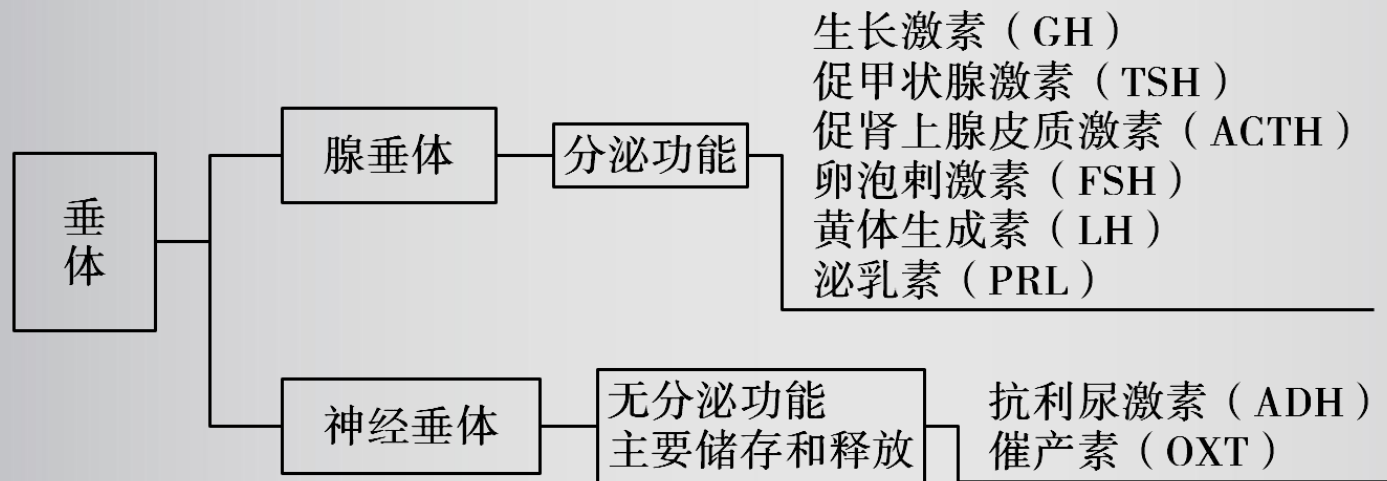 垂体
腺垂体
分泌功能
生长激素（GH）
促甲状腺激素（TSH）
促肾上腺皮质激素（ACTH）
卵泡刺激素（FSH）
黄体生成素（LH）
泌乳素（PRL）
神经垂体
无分泌功能
主要储存和释放
抗利尿激素（ADH）
催产素（OXT）